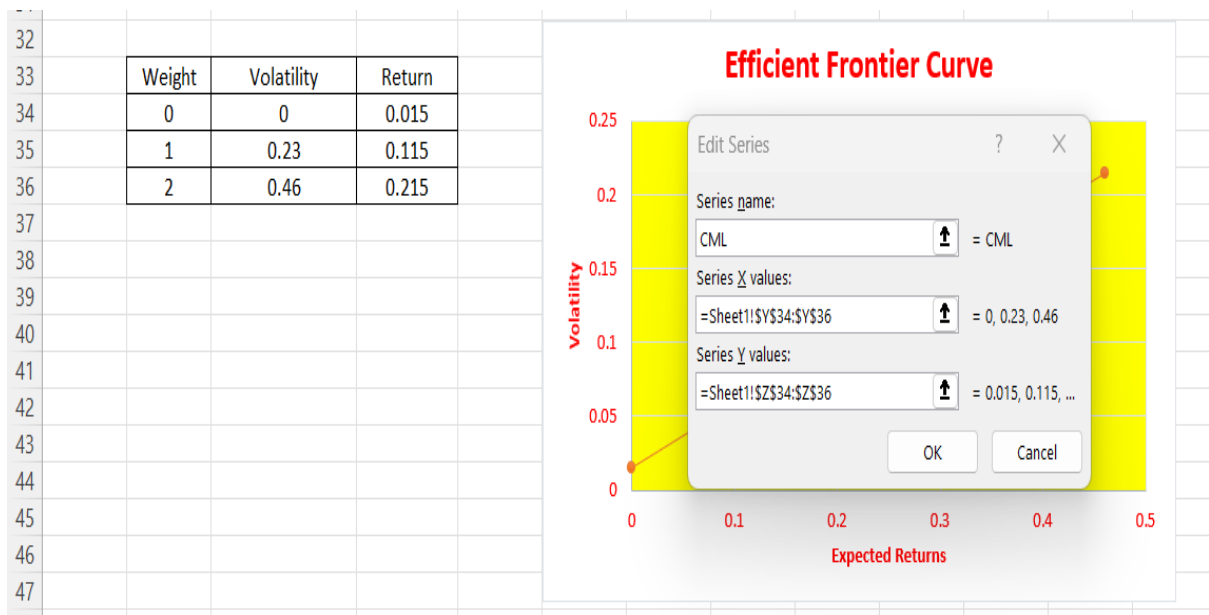 32
33 Weight Volatility Return
34 0 0 0.015
35 1 0.23 0.115
36 2 0.46 0.215
37
38
39
40
41
42
43
44
45
46
47
Efficient Frontier Curve
0.25
0.2
0.15
0.1
0.05
0
Volatility
0 0.1 0.2 0.3 0.4 0.5
Expected Returns
Edit Series ? X
Series name:
CML = CML
Series X values:
=Sheet1!$Y$34:$Y$36 = 0, 0.23, 0.46
Series Y values:
=Sheet1!$Z$34:$Z$36 = 0.015, 0.115, ...
OK Cancel